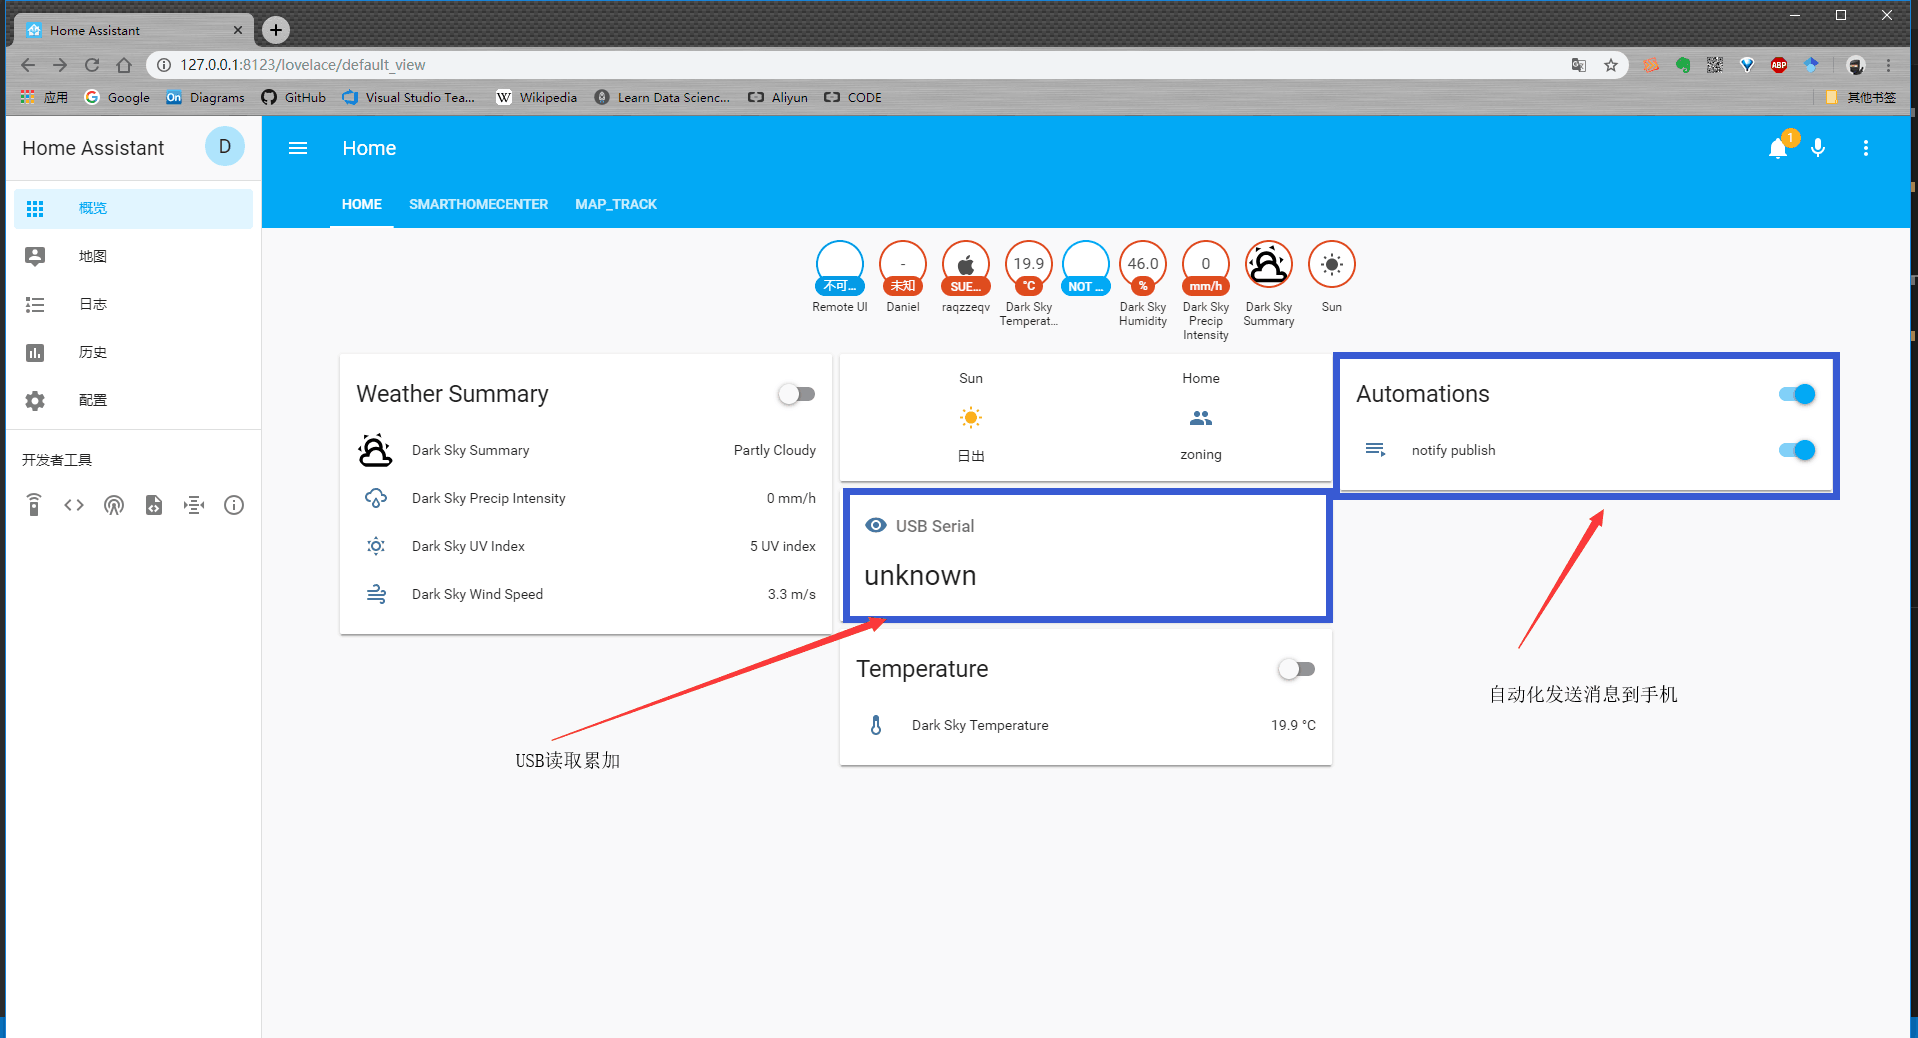 Home Assistant
127.0.0.1:8123/lovelace/default_view
应用 Google On Diagrams GitHub Visual Studio Tea... W Wikipedia Learn Data Scienc... Aliyun CODE 其他书签
ABP
Home Assistant D
Home
1
HOME SMARTHOMECENTER MAP_TRACK
概览
地图
日志
历史
配置
开发者工具
- 19.9 46.0 0
不可... 未知 SUE... °C NOT ... % mm/h
Remote UI Daniel raqzzeqv Dark Sky Temperat... Dark Sky Humidity Dark Sky Precip Intensity Dark Sky Summary Sun
Weather Summary
Dark Sky Summary Partly Cloudy
Dark Sky Precip Intensity 0 mm/h
Dark Sky UV Index 5 UV index
Dark Sky Wind Speed 3.3 m/s
Sun Home
日出 zoning
USB Serial
unknown
Temperature
Dark Sky Temperature 19.9 °C
Automations
notify publish
自动化发送消息到手机
USB读取累加